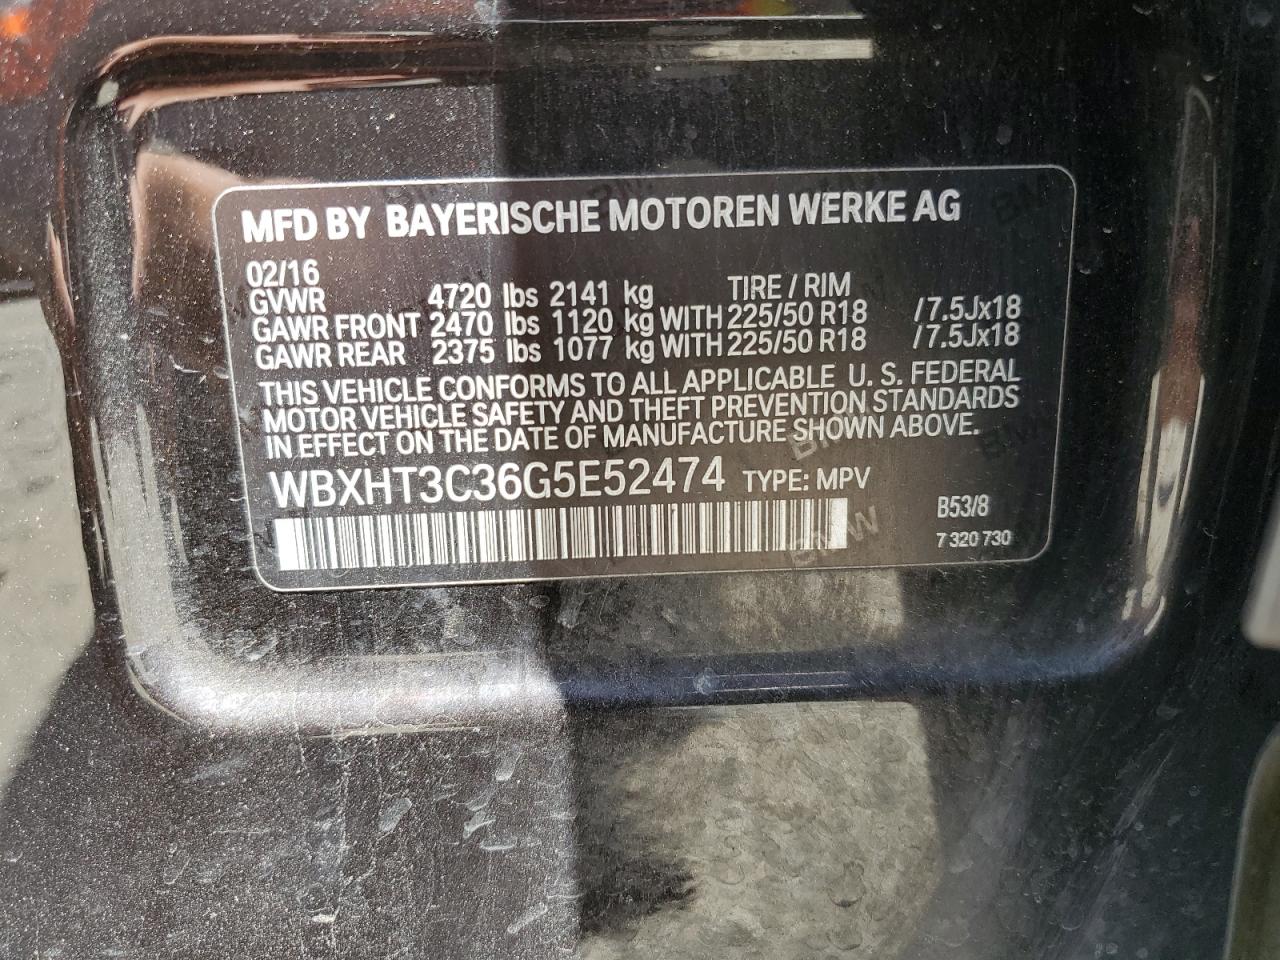 MFD BY BAYERISCHE MOTOREN WERKE AG
02/16 TIRE / RIM
GVWR 4720 lbs 2141 kg
GAWR FRONT 2470 lbs 1120 kg WITH 225/50 R18 /7.5Jx18
GAWR REAR 2375 lbs 1077 kg WITH 225/50 R18 /7.5Jx18
THIS VEHICLE CONFORMS TO ALL APPLICABLE U. S. FEDERAL
MOTOR VEHICLE SAFETY AND THEFT PREVENTION STANDARDS
IN EFFECT ON THE DATE OF MANUFACTURE SHOWN ABOVE.
WBXHT3C36G5E52474 TYPE: MPV
B53/8
7 320 730